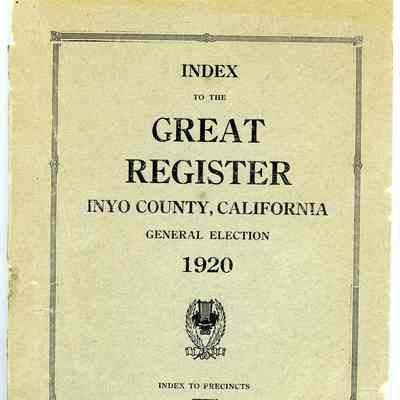 INDEX
TO THE
GREAT
REGISTER
INYO COUNTY, CALIFORNIA
GENERAL ELECTION
1920
INDEX TO PRECINCTS